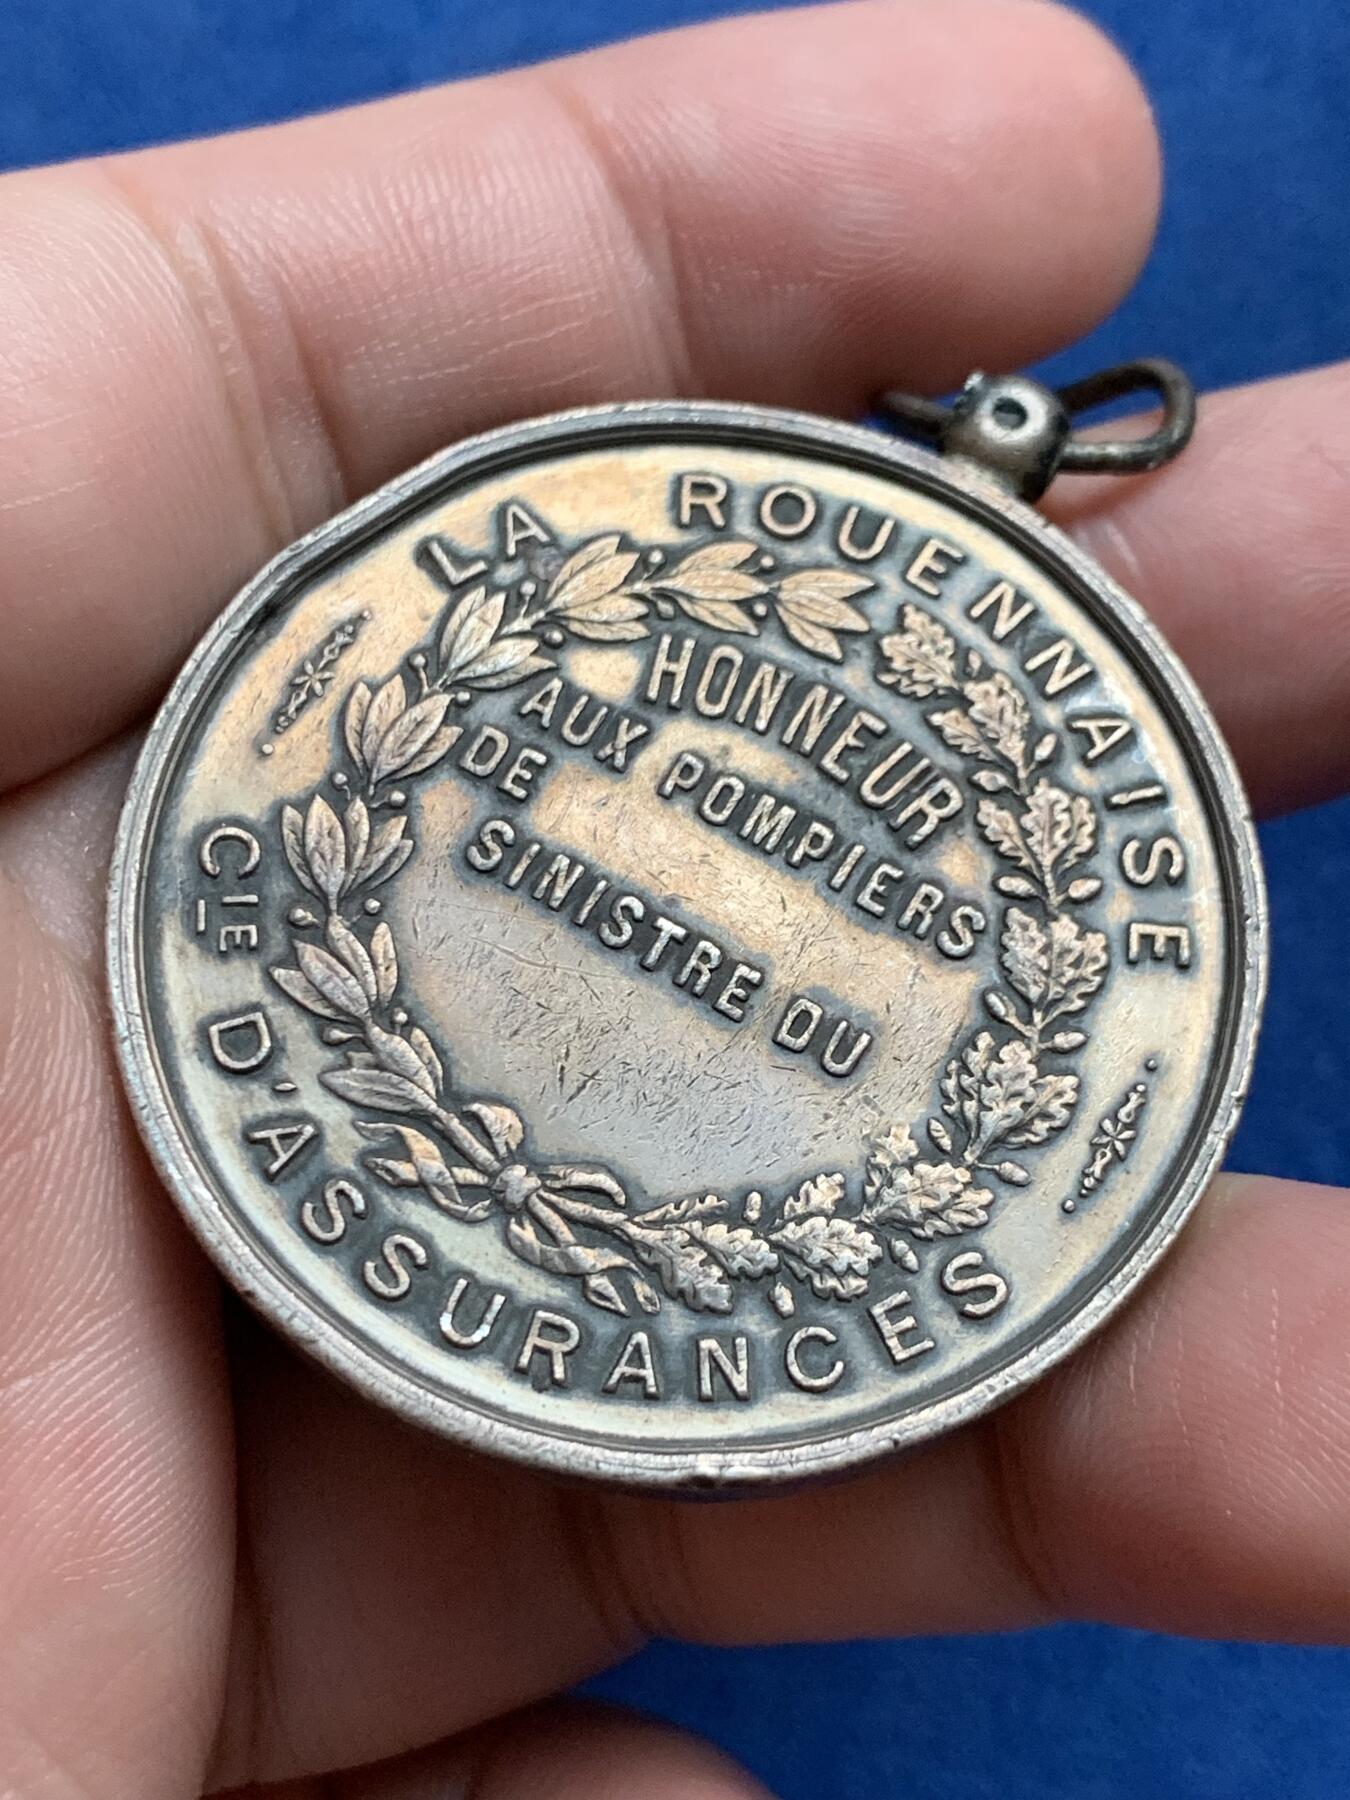 LA ROUENNAISE
HONNEUR
AUX POMPIERS
DE
SINISTRE DU
CIE D'ASSURANCES